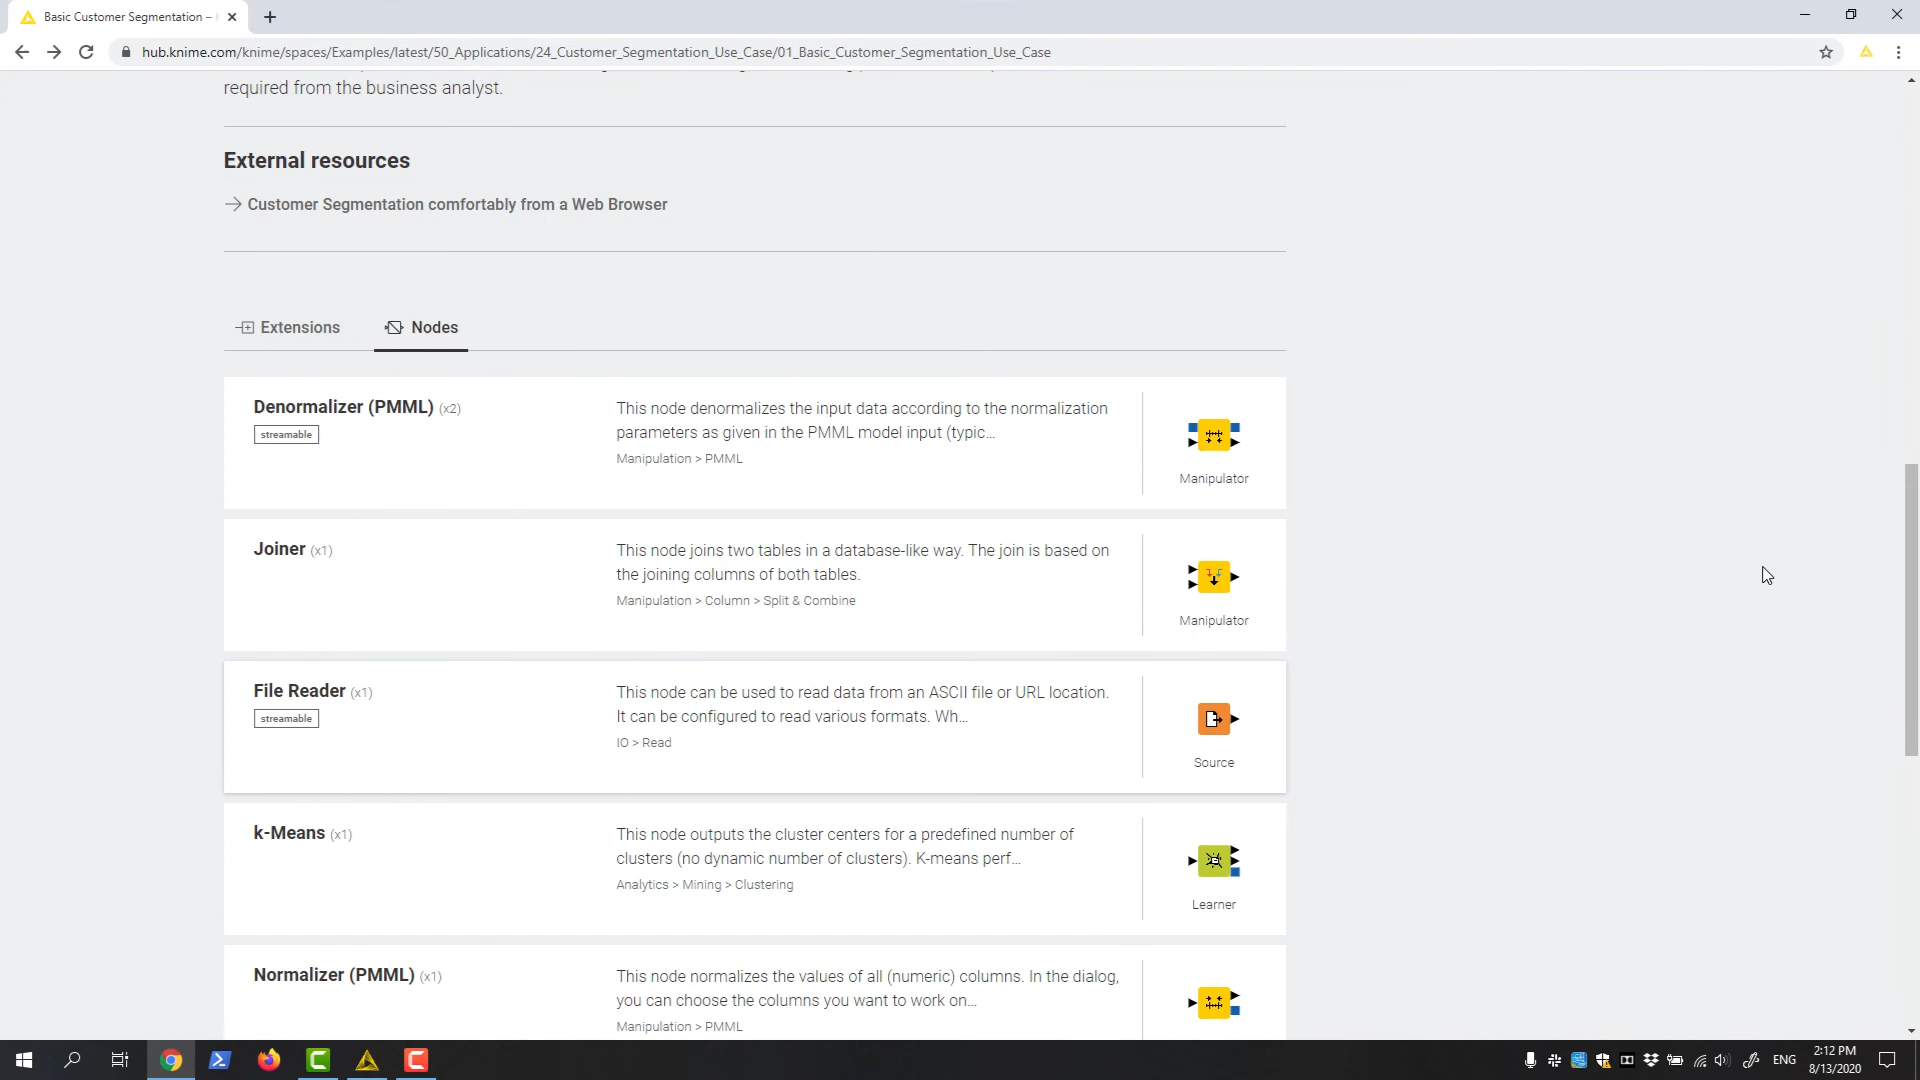 Basic Customer Segmentation –
hub.knime.com/knime/spaces/Examples/latest/50_Applications/24_Customer_Segmentation_Use_Case/01_Basic_Customer_Segmentation_Use_Case
required from the business analyst.
External resources
→ Customer Segmentation comfortably from a Web Browser
Extensions Nodes
Denormalizer (PMML) (x2)
streamable
This node denormalizes the input data according to the normalization
parameters as given in the PMML model input (typic...
Manipulation > PMML
Manipulator
Joiner (x1)
This node joins two tables in a database-like way. The join is based on
the joining columns of both tables.
Manipulation > Column > Split & Combine
Manipulator
File Reader (x1)
streamable
This node can be used to read data from an ASCII file or URL location.
It can be configured to read various formats. Wh...
IO > Read
Source
k-Means (x1)
This node outputs the cluster centers for a predefined number of
clusters (no dynamic number of clusters). K-means perf...
Analytics > Mining > Clustering
Learner
Normalizer (PMML) (x1)
This node normalizes the values of all (numeric) columns. In the dialog,
you can choose the columns you want to work on...
Manipulation > PMML
ENG
2:12 PM
8/13/2020